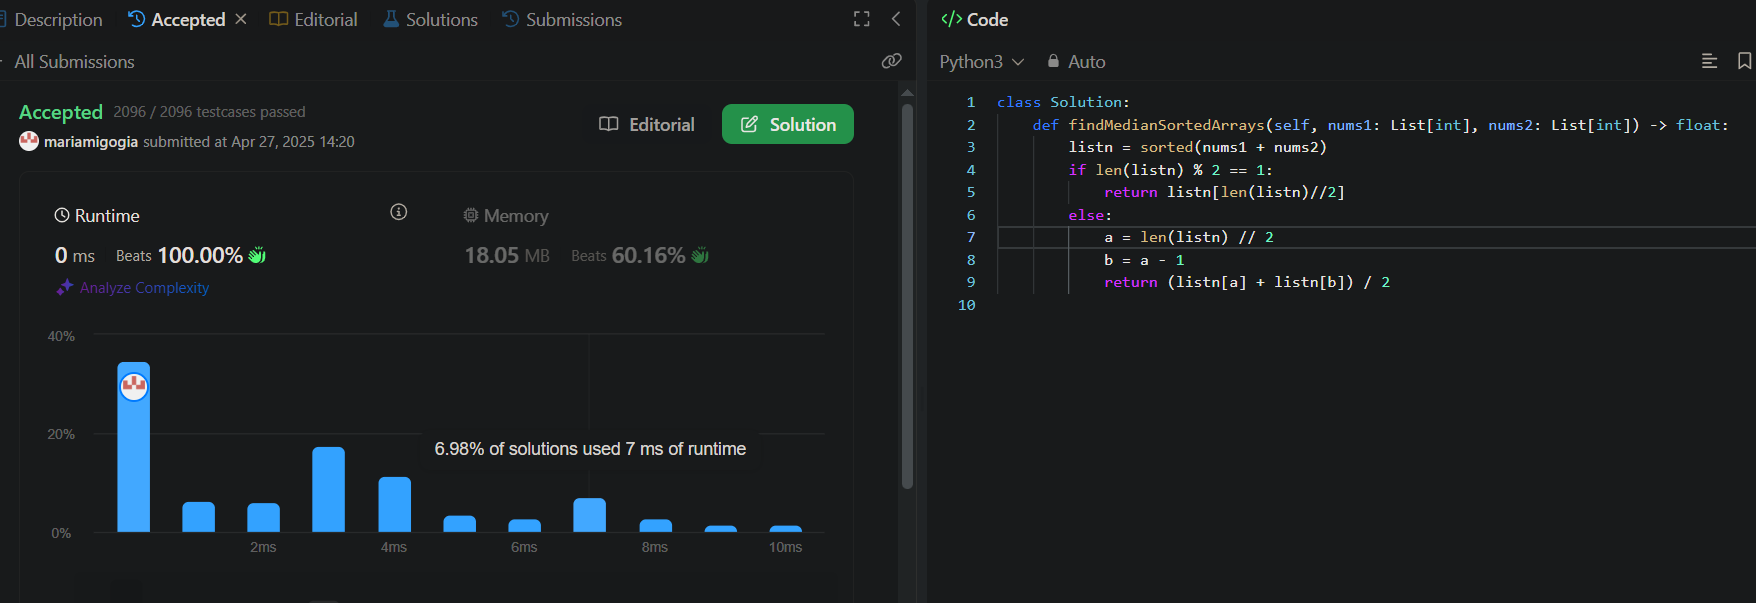 Description Accepted Editorial Solutions Submissions
All Submissions
Accepted 2096 / 2096 testcases passed
mariamigogia submitted at Apr 27, 2025 14:20
Editorial Solution
Runtime
0 ms Beats 100.00%
Analyze Complexity
Memory
18.05 MB Beats 60.16%
40%
20%
0%
6.98% of solutions used 7 ms of runtime
2ms 4ms 6ms 8ms 10ms
</> Code
Python3 Auto
1 class Solution:
2     def findMedianSortedArrays(self, nums1: List[int], nums2: List[int]) -> float:
3         listn = sorted(nums1 + nums2)
4         if len(listn) % 2 == 1:
5             return listn[len(listn)//2]
6         else:
7             a = len(listn) // 2
8             b = a - 1
9             return (listn[a] + listn[b]) / 2
10